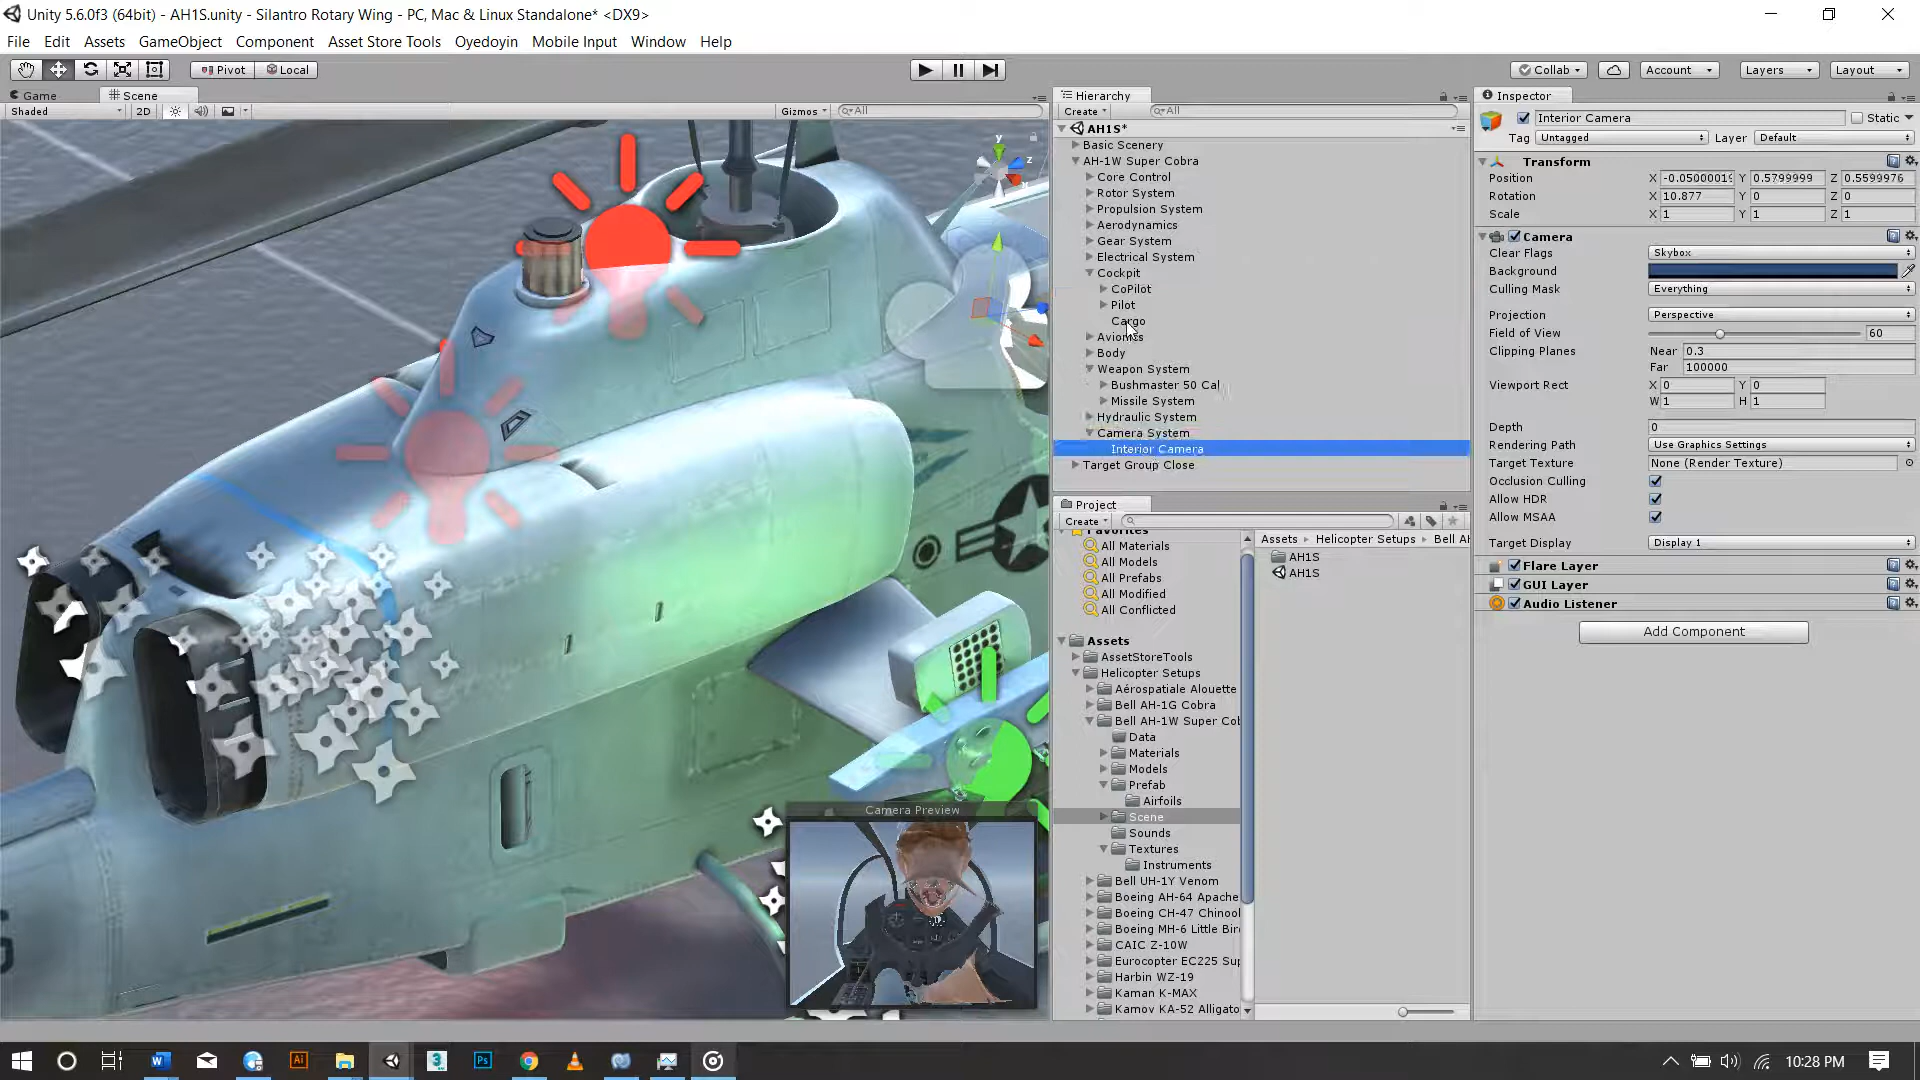 Unity 5.6.0f3 (64bit) - AH1S.unity - Silantro Rotary Wing - PC, Mac & Linux Standalone* <DX9>
File Edit Assets GameObject Component Asset Store Tools Oyedoyin Mobile Input Window Help
Pivot Local Collab Account Layers Layout
Game Scene
Shaded 2D Gizmos All
y
z
Camera Preview
Hierarchy
Create All
AH1S*
Basic Scenery
AH-1W Super Cobra
Core Control
Rotor System
Propulsion System
Aerodynamics
Gear System
Electrical System
Cockpit
CoPilot
Pilot
Cargo
Avionics
Body
Weapon System
Bushmaster 50 Cal
Missile System
Hydraulic System
Camera System
Interior Camera
Target Group Close
Project
Create
Favorites
All Materials
All Models
All Prefabs
All Modified
All Conflicted
Assets
AssetStoreTools
Helicopter Setups
Aérospatiale Alouette
Bell AH-1G Cobra
Bell AH-1W Super Cob
Data
Materials
Models
Prefab
Airfoils
Scene
Sounds
Textures
Instruments
Bell UH-1Y Venom
Boeing AH-64 Apache
Boeing CH-47 Chinool
Boeing MH-6 Little Bir
CAIC Z-10W
Eurocopter EC225 Sup
Harbin WZ-19
Kaman K-MAX
Kamov KA-52 Alligato
Assets Helicopter Setups Bell AH
AH1S
AH1S
Inspector
Interior Camera Static
Tag Untagged Layer Default
Transform
Position X -0.0500001 Y 0.5799999 Z 0.5599976
Rotation X 10.877 Y 0 Z 0
Scale X 1 Y 1 Z 1
Camera
Clear Flags Skybox
Background
Culling Mask Everything
Projection Perspective
Field of View 60
Clipping Planes Near 0.3
Far 100000
Viewport Rect X 0 Y 0
W 1 H 1
Depth 0
Rendering Path Use Graphics Settings
Target Texture None (Render Texture)
Occlusion Culling
Allow HDR
Allow MSAA
Target Display Display 1
Flare Layer
GUI Layer
Audio Listener
Add Component
W Ai 3 Ps 10:28 PM